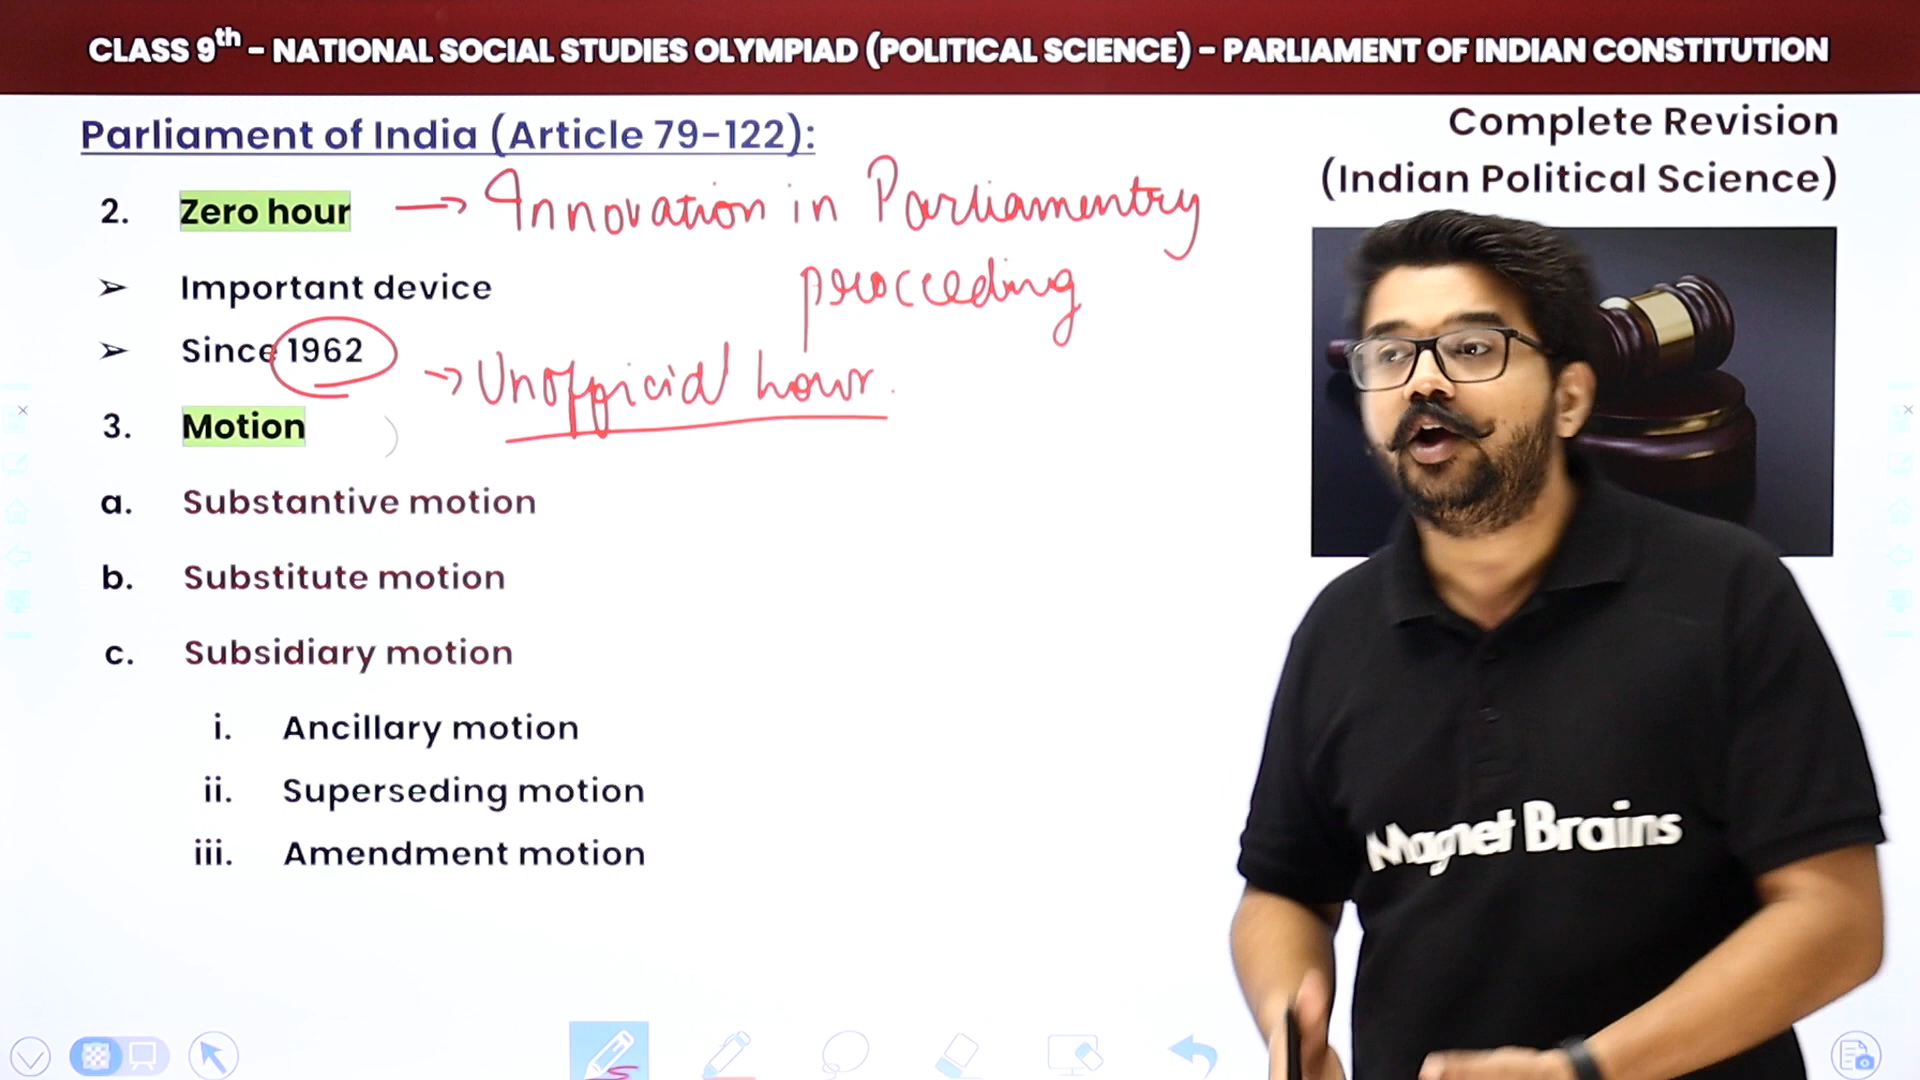 CLASS 9th – NATIONAL SOCIAL STUDIES OLYMPIAD (POLITICAL SCIENCE) – PARLIAMENT OF INDIAN CONSTITUTION
Parliament of India (Article 79-122):
Complete Revision
(Indian Political Science)
2. Zero hour → Innovation in Parliamentry
proceeding
➢ Important device
➢ Since 1962
→ Unofficial hour.
3. Motion
a. Substantive motion
b. Substitute motion
c. Subsidiary motion
i. Ancillary motion
ii. Superseding motion
iii. Amendment motion
Magnet Brains